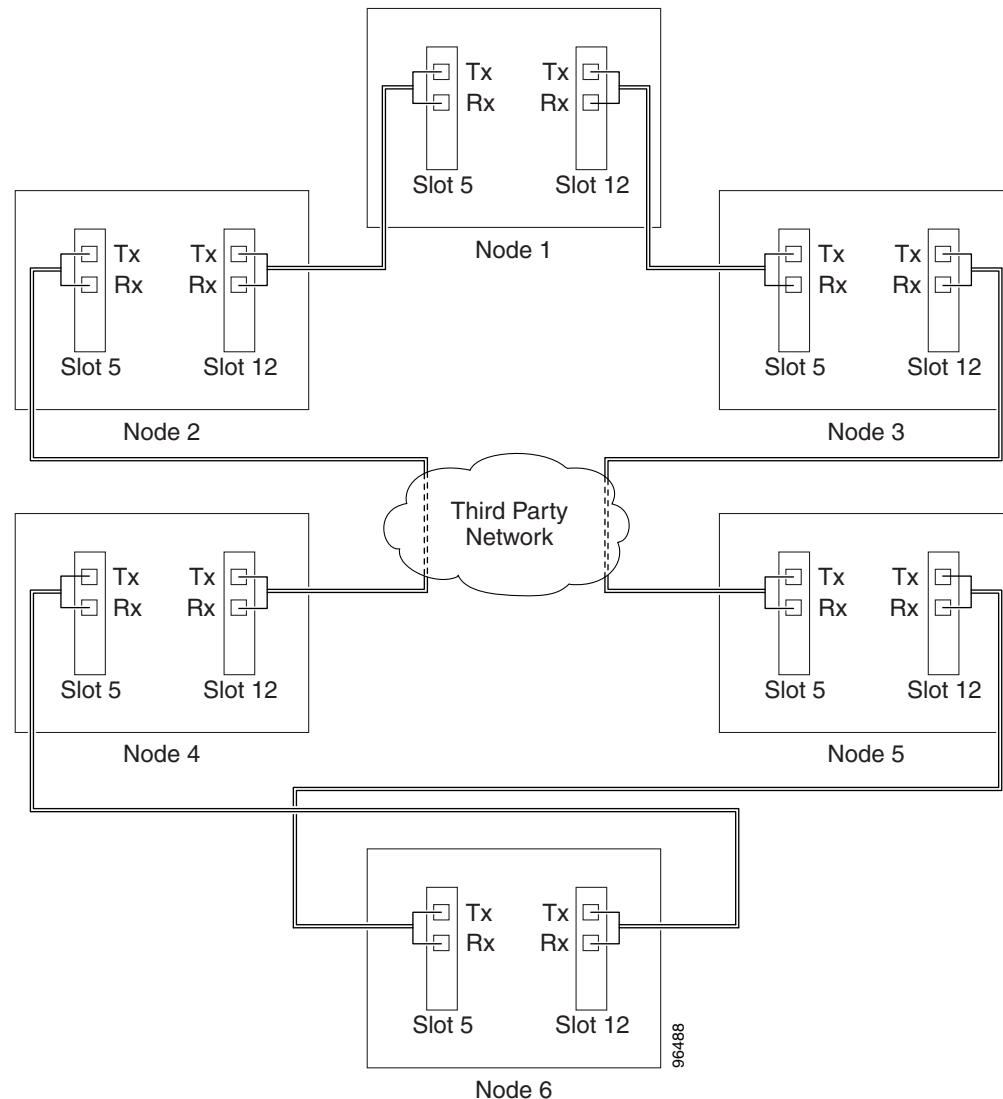 Tx
Tx
Rx
Rx
Slot 5
Slot 12
Node 1
Tx
Tx
Rx
Rx
Slot 5
Slot 12
Node 2
Tx
Tx
Rx
Rx
Slot 5
Slot 12
Node 3
Third Party
Network
Tx
Tx
Rx
Rx
Slot 5
Slot 12
Node 4
Tx
Tx
Rx
Rx
Slot 5
Slot 12
Node 5
Tx
Tx
Rx
Rx
Slot 5
Slot 12
96488
Node 6